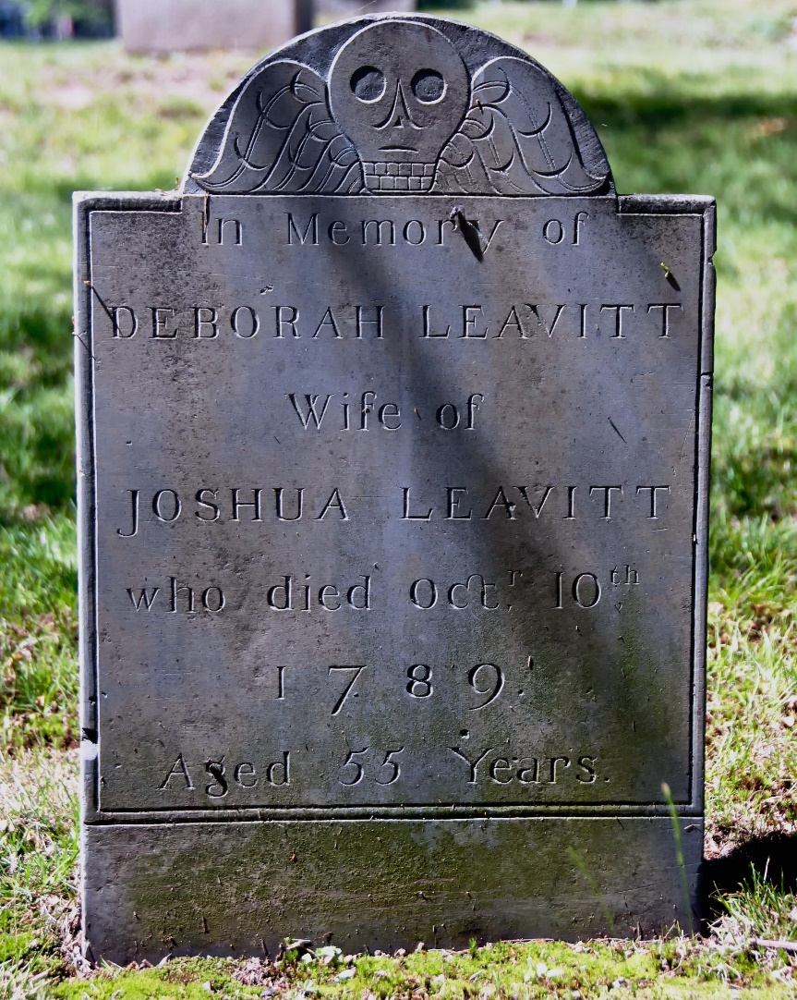 In Memory of
DEBORAH LEAVITT
Wife of
JOSHUA LEAVITT
who died Octr. 10th
1789.
Aged 55 Years.